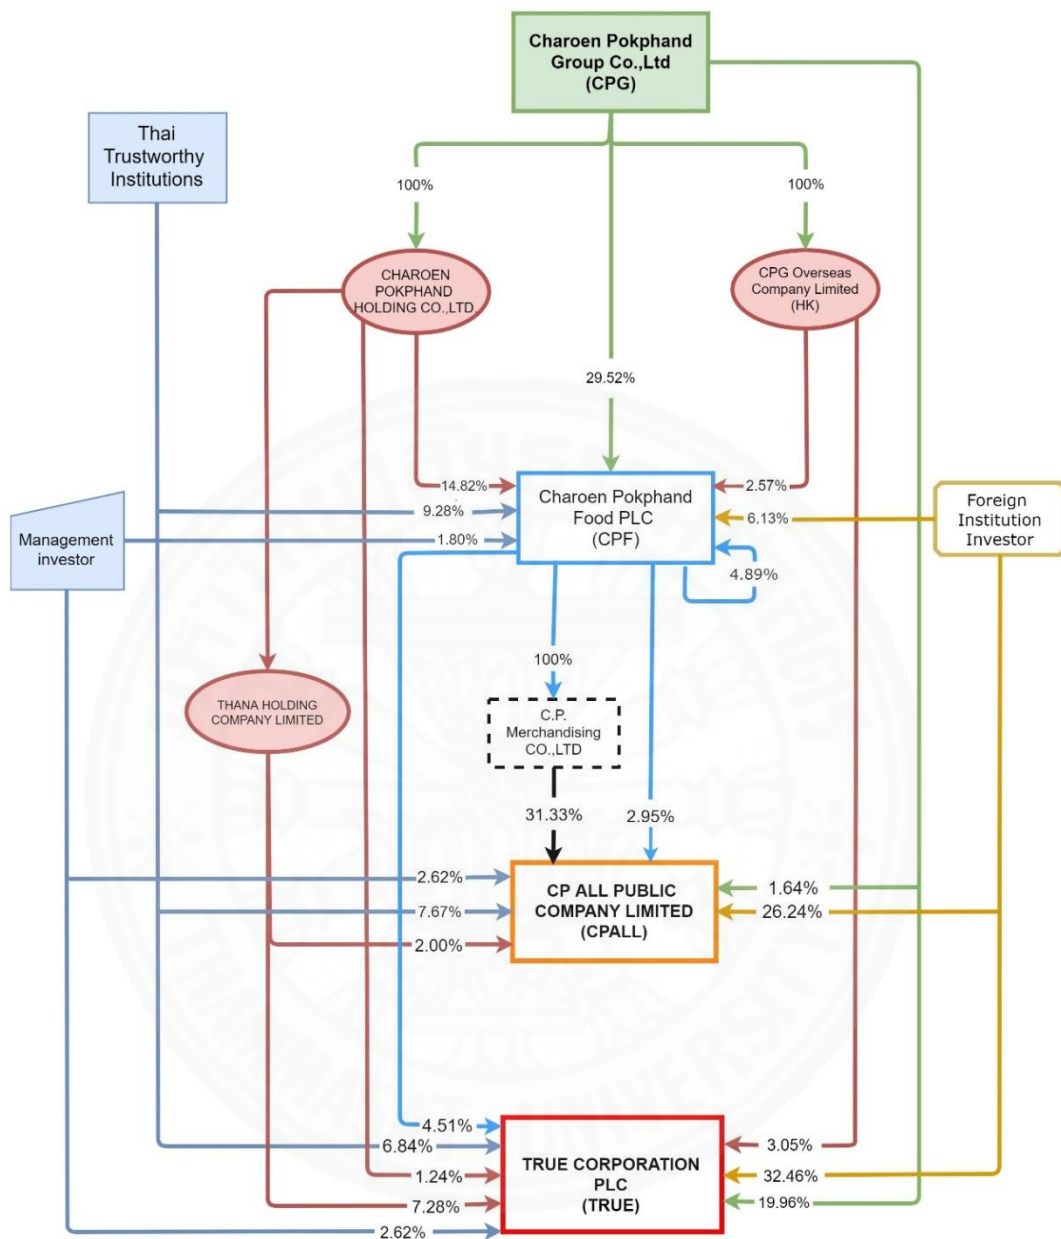 Charoen Pokphand
Group Co.,Ltd
(CPG)
Thai
Trustworthy
Institutions
100%
100%
CHAROEN
POKPHAND
HOLDING CO.,LTD.
CPG Overseas
Company Limited
(HK)
29.52%
14.82%
Charoen Pokphand
Food PLC
(CPF)
2.57%
9.28%
6.13%
Foreign
Institution
Investor
Management
investor
1.80%
4.89%
100%
THANA HOLDING
COMPANY LIMITED
C.P.
Merchandising
CO.,LTD
31.33%
2.95%
2.62%
CP ALL PUBLIC
COMPANY LIMITED
(CPALL)
1.64%
7.67%
26.24%
2.00%
4.51%
6.84%
TRUE CORPORATION
PLC
(TRUE)
3.05%
1.24%
32.46%
7.28%
19.96%
2.62%